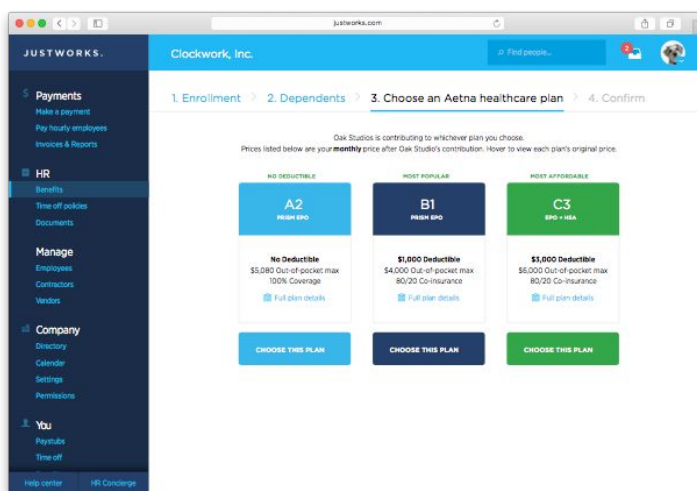 justworks.com
JUSTWORKS.
Clockwork, Inc.
Find people...
2
Payments
Make a payment
Pay hourly employees
Invoices & Reports
HR
Benefits
Time off policies
Documents
Manage
Employees
Contractors
Vendors
Company
Directory
Calender
Settings
Permissions
You
Paystubs
Time off
Help center
HR Concierge
1. Enrollment > 2. Dependents > 3. Choose an Aetna healthcare plan > 4. Confirm
Oak Studios is contributing to whichever plan you choose.
Prices listed below are your monthly price after Oak Studio's contribution. Hover to view each plan's original price.
NO DEDUCTIBLE
A2
PRISM EPO
No Deductible
$5,080 Out-of-pocket max
100% Coverage
Full plan details
CHOOSE THIS PLAN
MOST POPULAR
B1
PRISM EPO
$1,000 Deductible
$4,000 Out-of-pocket max
80/20 Co-insurance
Full plan details
CHOOSE THIS PLAN
MOST AFFORDABLE
C3
EPO + HSA
$3,000 Deductible
$6,000 Out-of-pocket max
80/20 Co-insurance
Full plan details
CHOOSE THIS PLAN